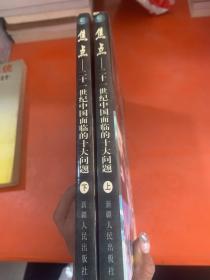 焦点——二十一世纪中国面临的十大问题 下 新疆人民出版社
焦点——二十一世纪中国面临的十大问题 上 新疆人民出版社